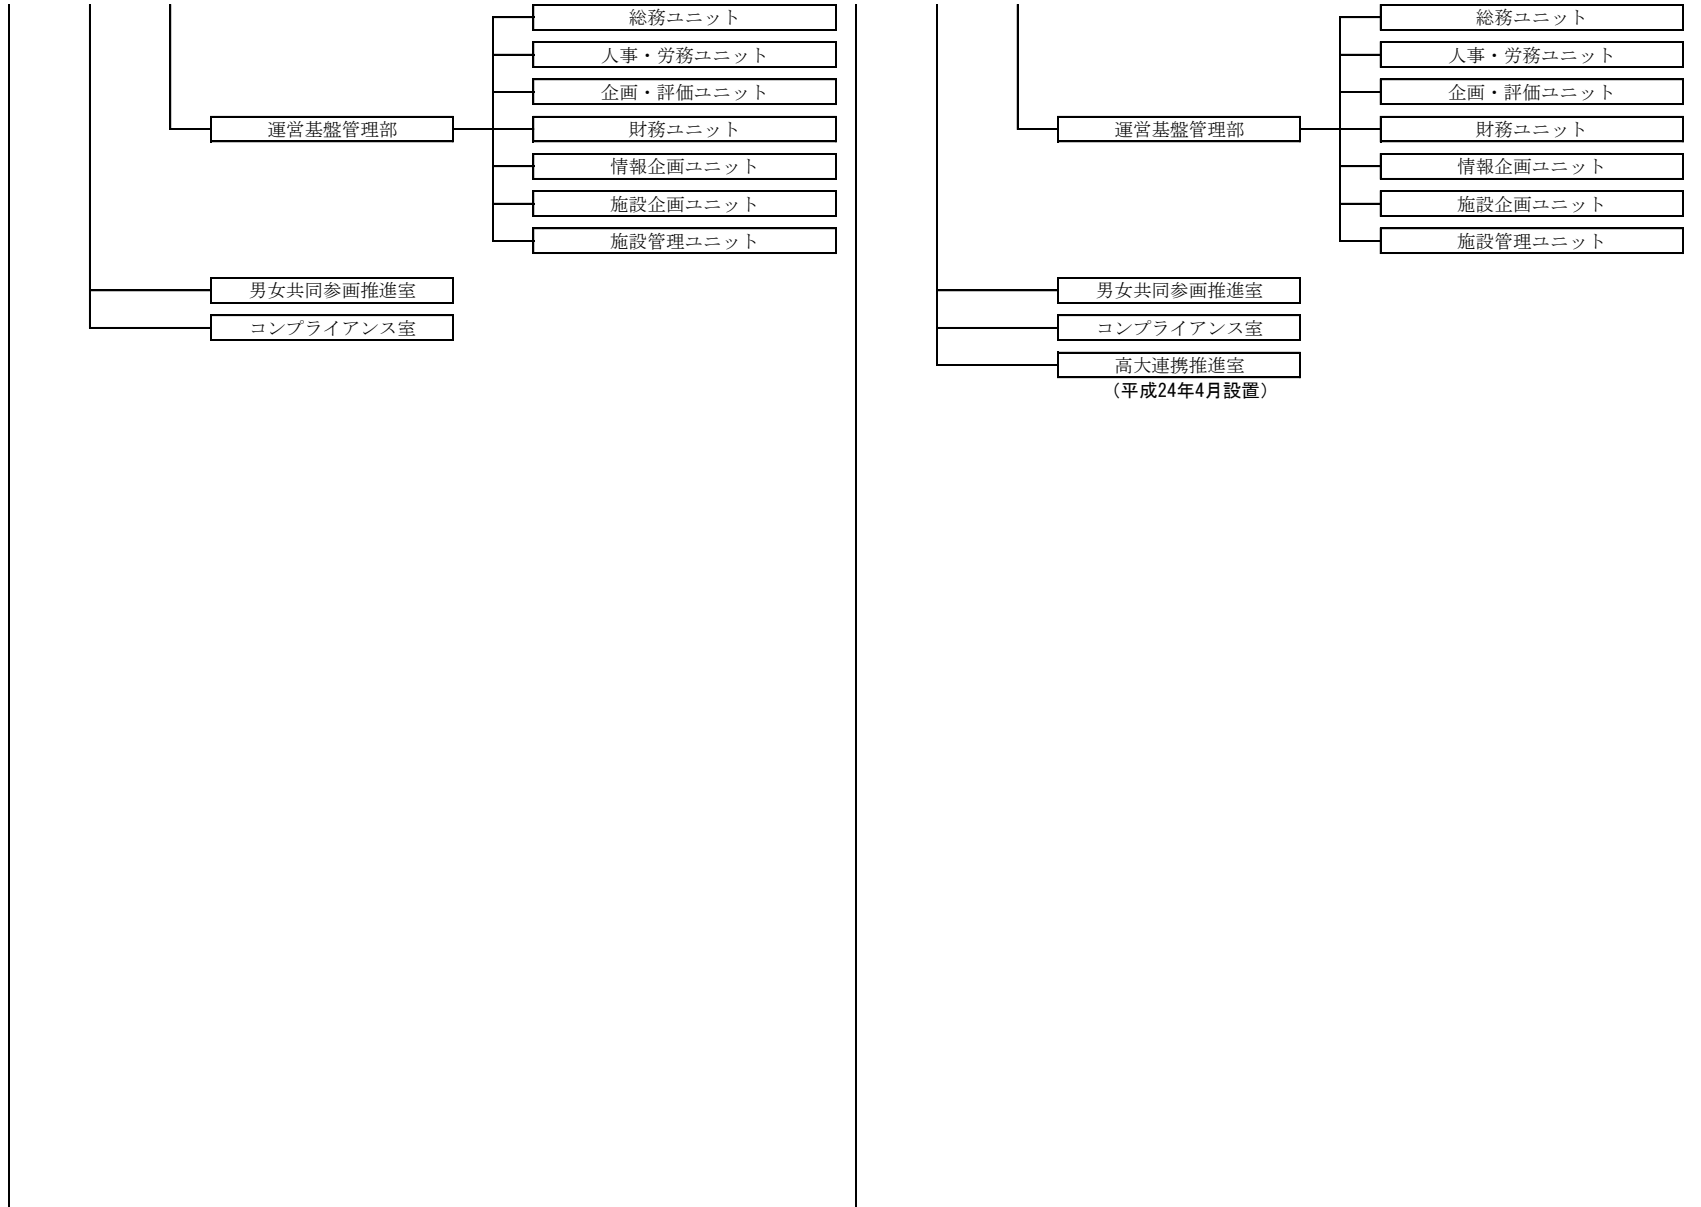 総務ユニット
人事・労務ユニット
企画・評価ユニット
運営基盤管理部
財務ユニット
情報企画ユニット
施設企画ユニット
施設管理ユニット
男女共同参画推進室
コンプライアンス室
総務ユニット
人事・労務ユニット
企画・評価ユニット
運営基盤管理部
財務ユニット
情報企画ユニット
施設企画ユニット
施設管理ユニット
男女共同参画推進室
コンプライアンス室
高大連携推進室
（平成24年4月設置）